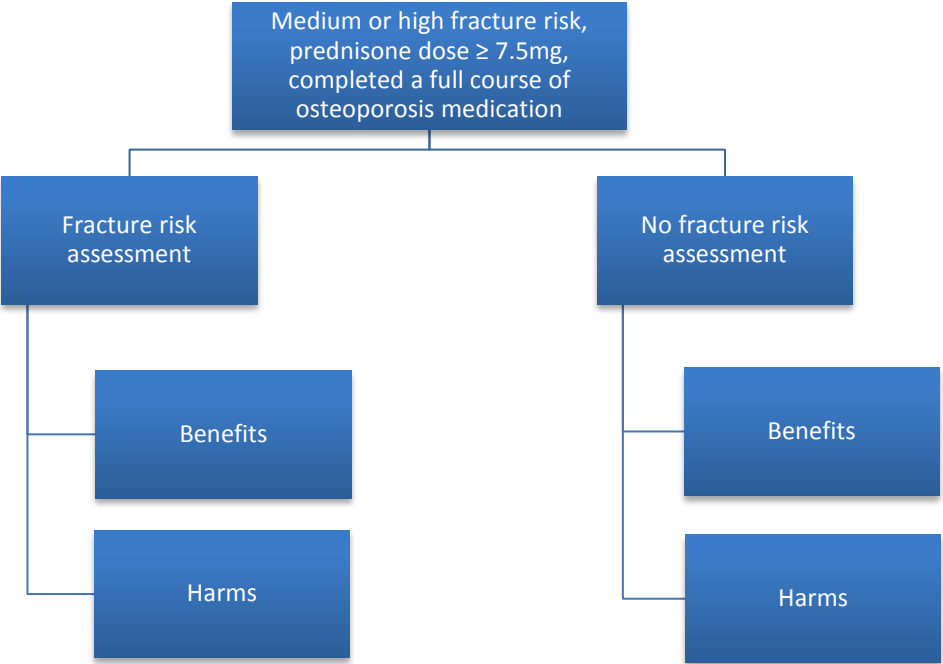 Medium or high fracture risk,
prednisone dose ≥ 7.5mg,
completed a full course of
osteoporosis medication
Fracture risk
assessment
No fracture risk
assessment
Benefits
Harms
Benefits
Harms